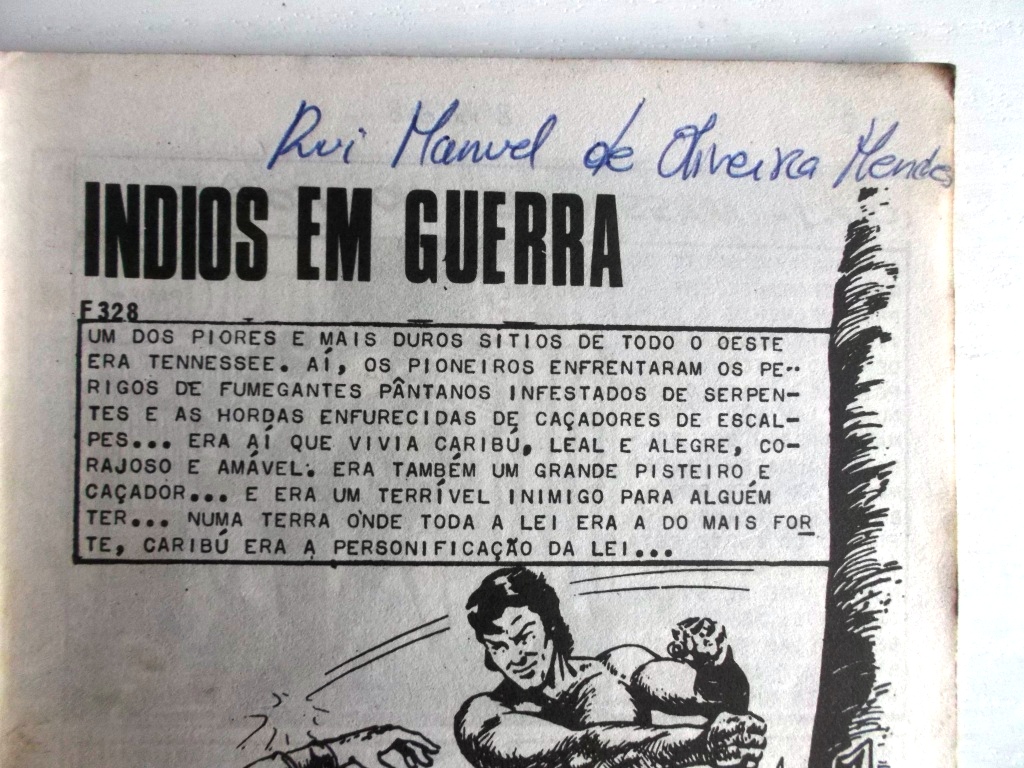 Rui Manuel de Oliveira Mendes
INDIOS EM GUERRA
F328
UM DOS PIORES E MAIS DUROS SITIOS DE TODO O OESTE
ERA TENNESSEE. AÍ, OS PIONEIROS ENFRENTARAM OS PE-
RIGOS DE FUMEGANTES PÂNTANOS INFESTADOS DE SERPEN-
TES E AS HORDAS ENFURECIDAS DE CAÇADORES DE ESCAL-
PES... ERA AÍ QUE VIVIA CARIBÚ, LEAL E ALEGRE, CO-
RAJOSO E AMÁVEL. ERA TAMBÉM UM GRANDE PISTEIRO E
CAÇADOR... E ERA UM TERRÍVEL INIMIGO PARA ALGUÉM
TER... NUMA TERRA ONDE TODA A LEI ERA A DO MAIS FOR
TE, CARIBÚ ERA A PERSONIFICAÇÃO DA LEI...